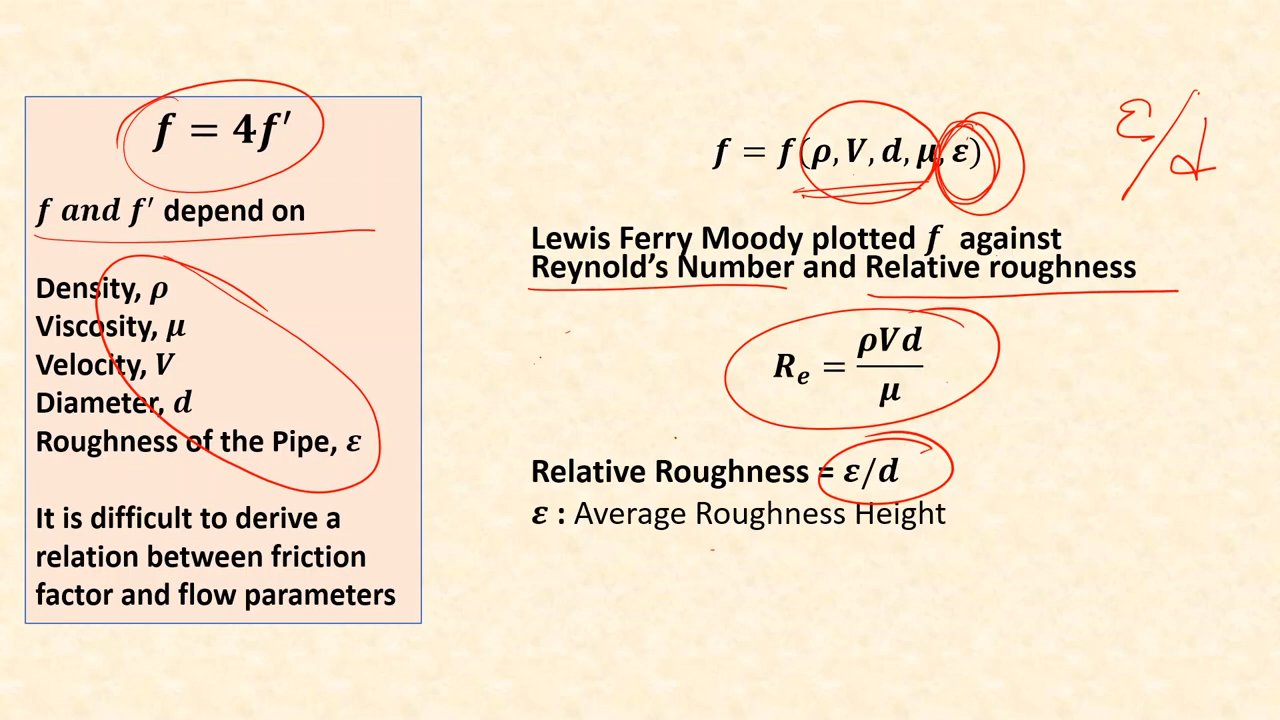 f = 4f′
f and f′ depend on
Density, ρ
Viscosity, μ
Velocity, V
Diameter, d
Roughness of the Pipe, ε
It is difficult to derive a
relation between friction
factor and flow parameters
f = f(ρ, V, d, μ, ε)
ε/d
Lewis Ferry Moody plotted f against
Reynold's Number and Relative roughness
Rₑ = ρVd/μ
Relative Roughness = ε/d
ε : Average Roughness Height